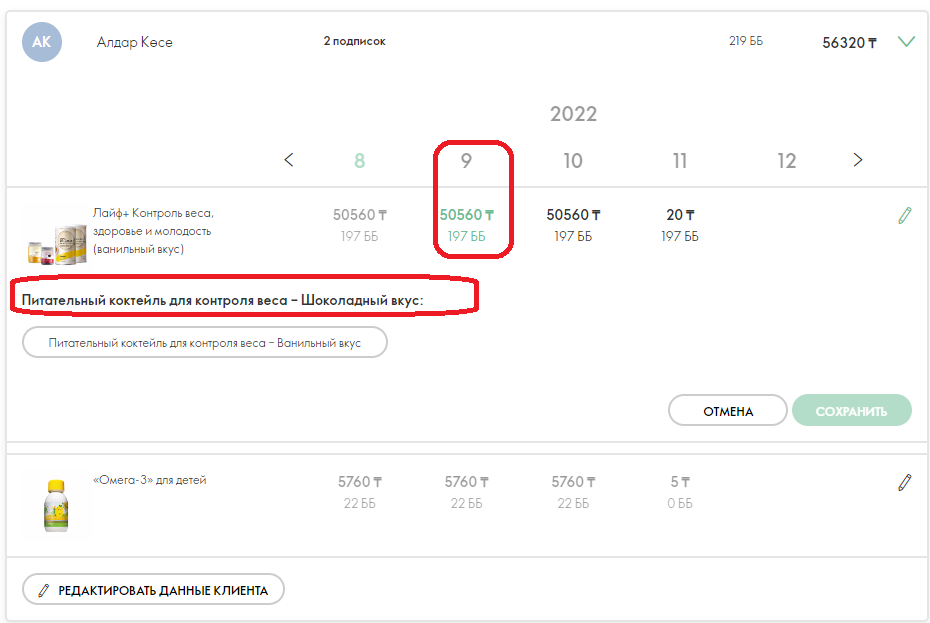 АК
Алдар Кесе
2 подписок
219 ББ
56320 ₸
2022
8 9 10 11 12
Лайф+ Контроль веса,
здоровье и молодость
(ванильный вкус)
50560 ₸ 50560 ₸ 50560 ₸ 20 ₸
197 ББ 197 ББ 197 ББ 197 ББ
Питательный коктейль для контроля веса – Шоколадный вкус:
Питательный коктейль для контроля веса – Ванильный вкус
ОТМЕНА
СОХРАНИТЬ
«Омега-3» для детей
5760 ₸ 5760 ₸ 5760 ₸ 5 ₸
22 ББ 22 ББ 22 ББ 0 ББ
РЕДАКТИРОВАТЬ ДАННЫЕ КЛИЕНТА